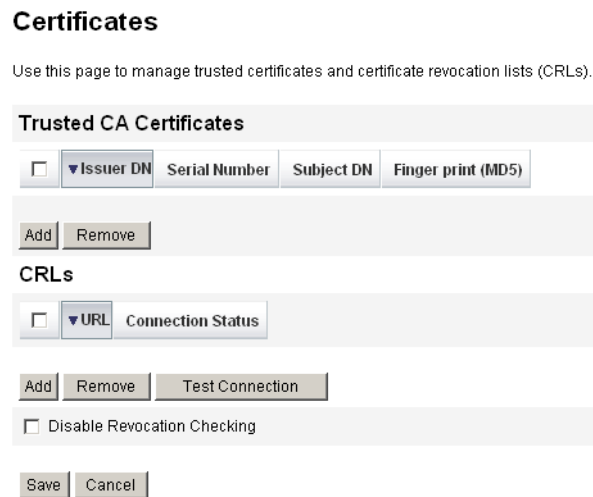 Certificates
Use this page to manage trusted certificates and certificate revocation lists (CRLs).
Trusted CA Certificates
Issuer DN Serial Number Subject DN Finger print (MD5)
Add Remove
CRLs
URL Connection Status
Add Remove Test Connection
Disable Revocation Checking
Save Cancel